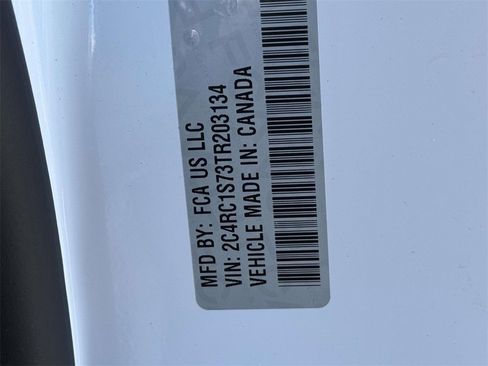 MFD BY: FCA US LLC
VIN: 2C4RC1S73TR203134
VEHICLE MADE IN: CANADA